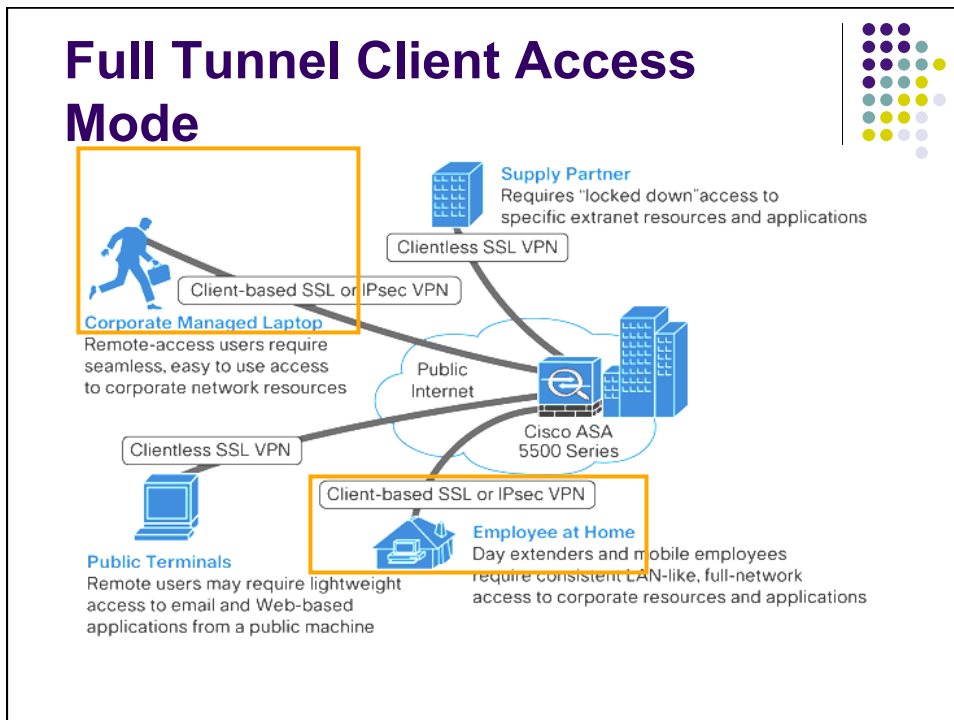 Full Tunnel Client Access
Mode
Supply Partner
Requires “locked down”access to
specific extranet resources and applications
Clientless SSL VPN
Client-based SSL or IPsec VPN
Corporate Managed Laptop
Remote-access users require
seamless, easy to use access
to corporate network resources
Public
Internet
Cisco ASA
5500 Series
Clientless SSL VPN
Client-based SSL or IPsec VPN
Public Terminals
Remote users may require lightweight
access to email and Web-based
applications from a public machine
Employee at Home
Day extenders and mobile employees
require consistent LAN-like, full-network
access to corporate resources and applications